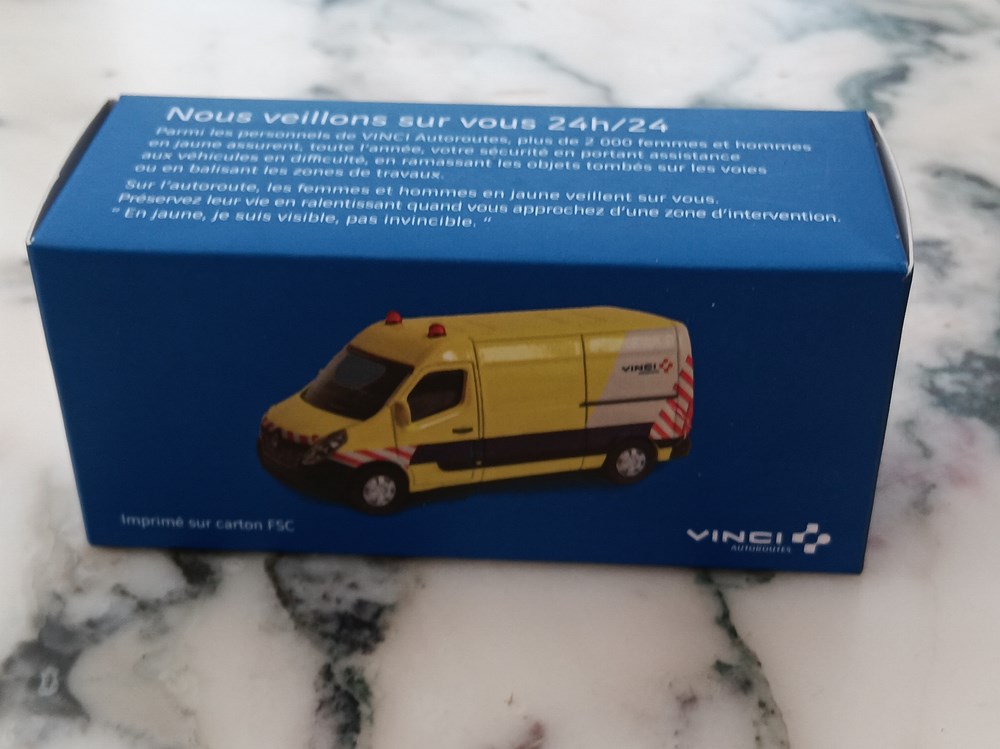 Nous veillons sur vous 24h/24
Parmi les personnels de VINCI Autoroutes, plus de 2 000 femmes et hommes
en jaune assurent, toute l'année, votre sécurité en portant assistance
aux véhicules en difficulté, en ramassant les objets tombés sur les voies
ou en balisant les zones de travaux.
Sur l'autoroute, les femmes et hommes en jaune veillent sur vous.
Préservez leur vie en ralentissant quand vous approchez d'une zone d'intervention.
“ En jaune, je suis visible, pas invincible. “
VINCI
Imprimé sur carton FSC
VINCI
AUTOROUTES